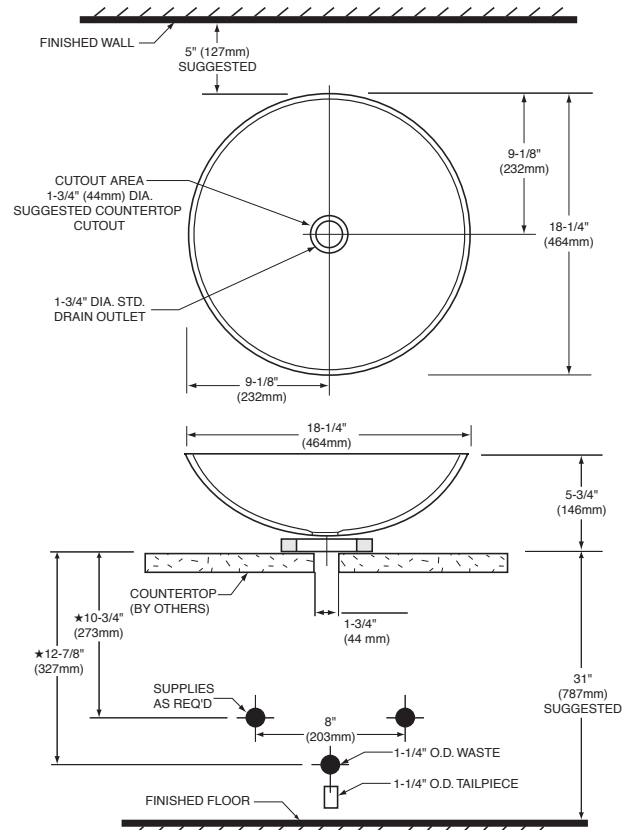 FINISHED WALL
5" (127mm)
SUGGESTED
9-1/8"
(232mm)
CUTOUT AREA
1-3/4" (44mm) DIA.
SUGGESTED COUNTERTOP
CUTOUT
18-1/4"
(464mm)
1-3/4" DIA. STD.
DRAIN OUTLET
9-1/8"
(232mm)
18-1/4"
(464mm)
5-3/4"
(146mm)
COUNTERTOP
(BY OTHERS)
★10-3/4"
(273mm)
1-3/4"
(44 mm)
★12-7/8"
(327mm)
31"
(787mm)
SUGGESTED
SUPPLIES
AS REQ'D
8"
(203mm)
1-1/4" O.D. WASTE
1-1/4" O.D. TAILPIECE
FINISHED FLOOR